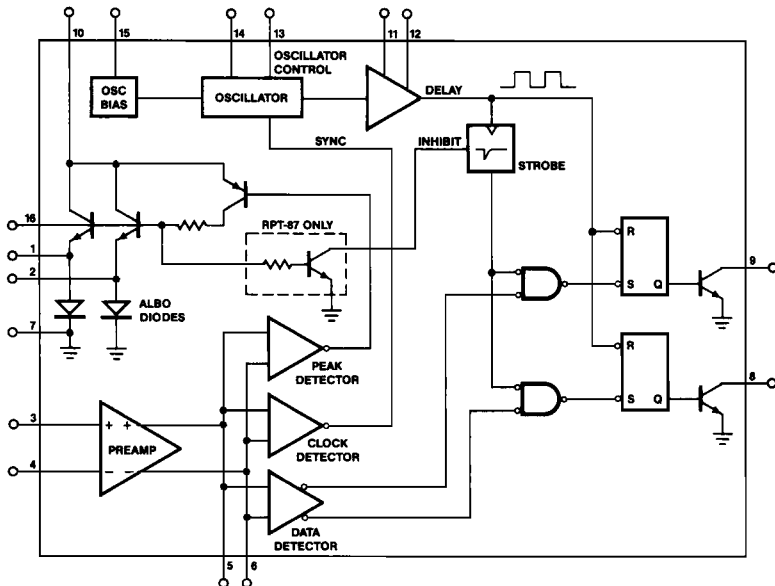 10
15
14
13
11
12
OSCILLATOR
CONTROL
OSC
BIAS
OSCILLATOR
DELAY
SYNC
INHIBIT
STROBE
16
RPT-87 ONLY
R
9
1
2
S
Q
ALBO
DIODES
7
R
PEAK
DETECTOR
8
S
Q
3
+ +
PREAMP
CLOCK
DETECTOR
4
– –
DATA
DETECTOR
5
6